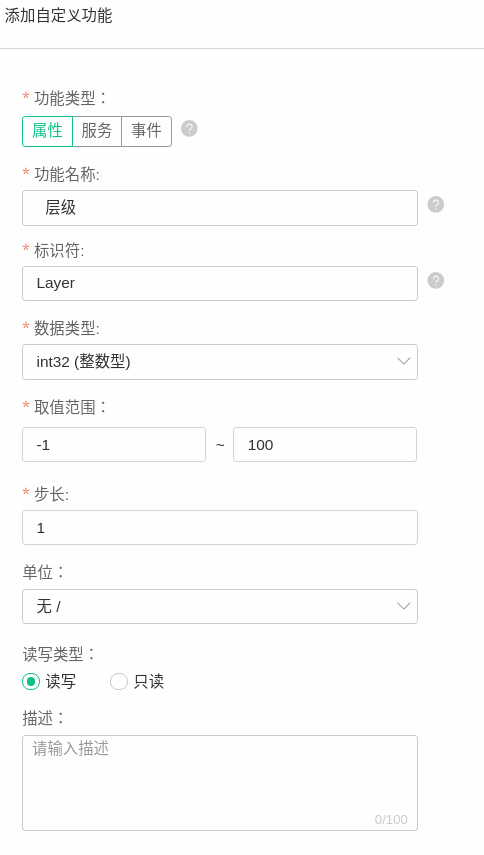 添加自定义功能
* 功能类型：
属性 服务 事件 ?
* 功能名称:
层级 ?
* 标识符:
Layer ?
* 数据类型:
int32 (整数型)
* 取值范围：
-1 ~ 100
* 步长:
1
单位：
无 /
读写类型：
读写 只读
描述：
请输入描述
0/100